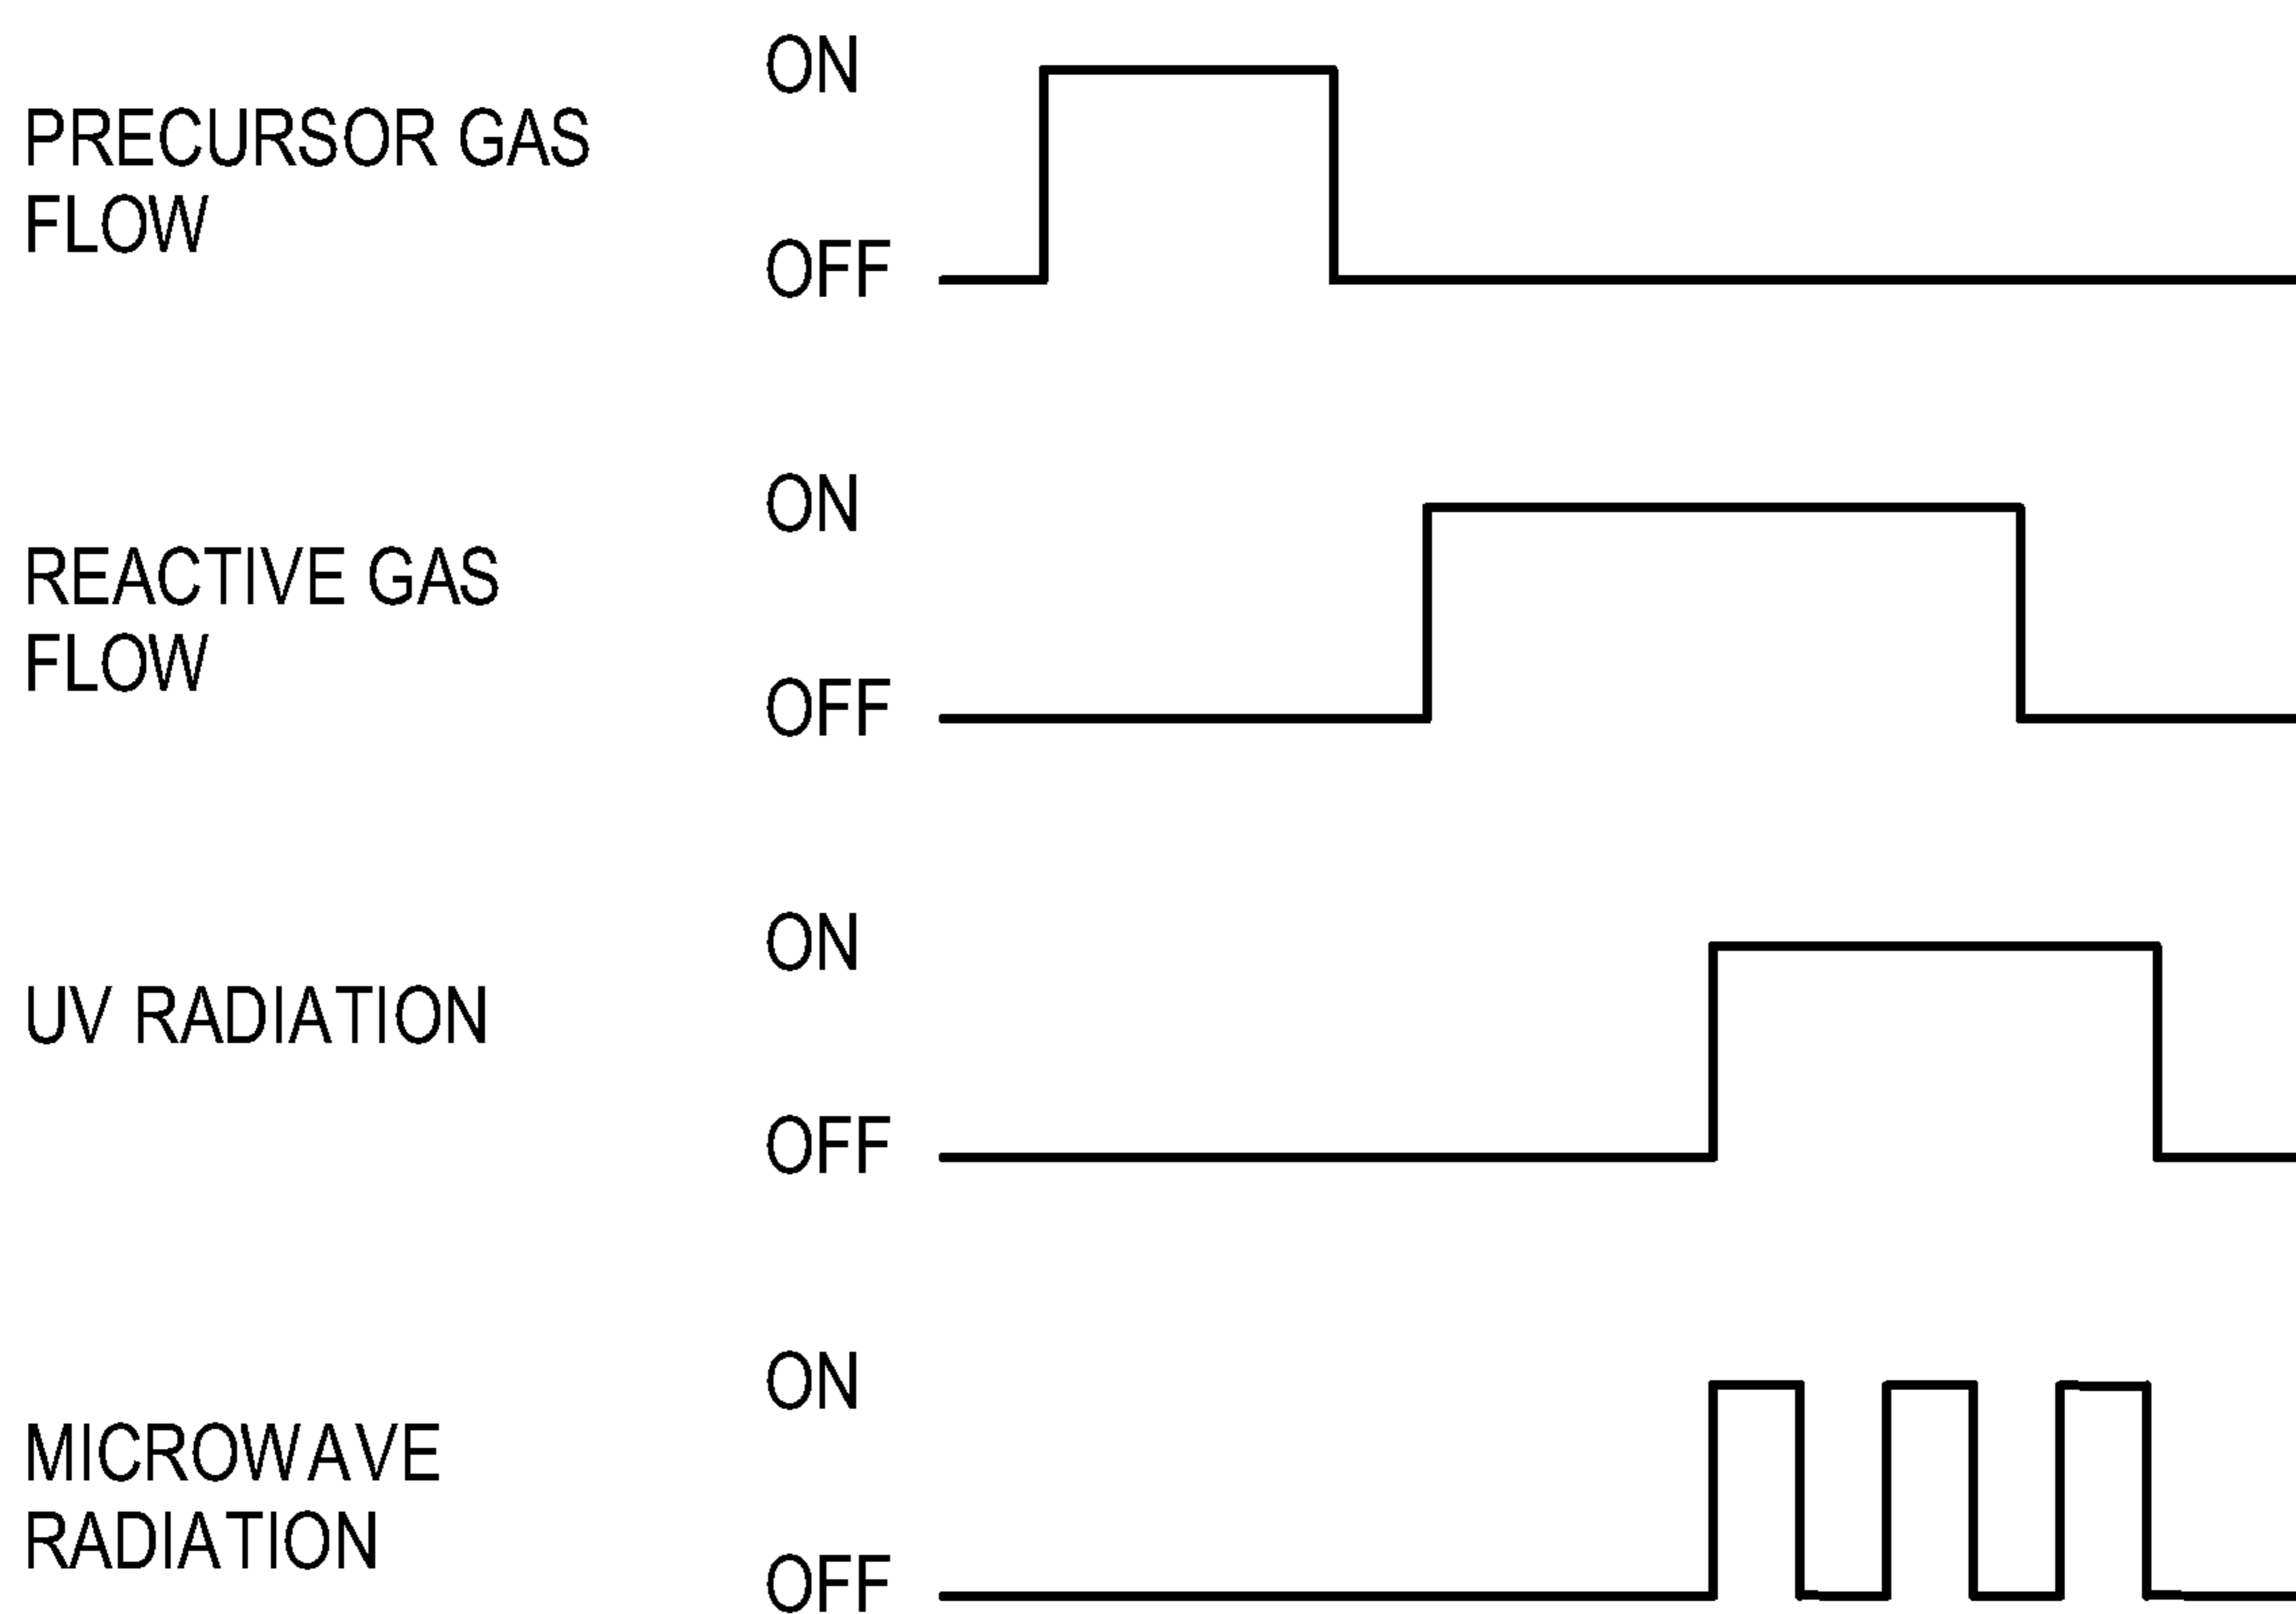 ON
PRECURSOR GAS
FLOW
OFF
ON
REACTIVE GAS
FLOW
OFF
ON
UV RADIATION
OFF
ON
MICROWAVE
RADIATION
OFF